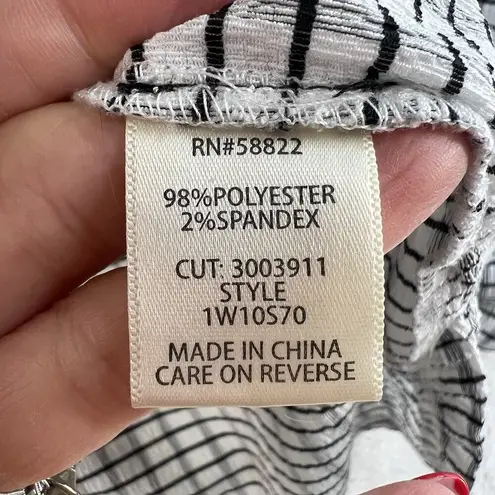 RN#58822
98%POLYESTER
2%SPANDEX
CUT: 3003911
STYLE
1W10S70
MADE IN CHINA
CARE ON REVERSE